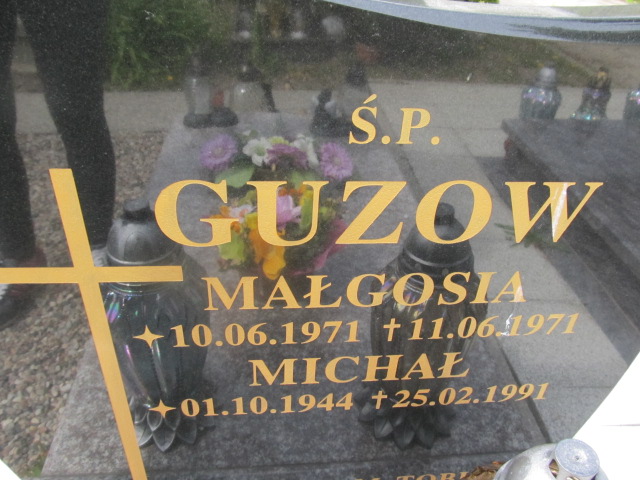 Ś.P.
GUZOW
MAŁGOSIA
10.06.1971 †11.06.1971
MICHAŁ
01.10.1944 †25.02.1991